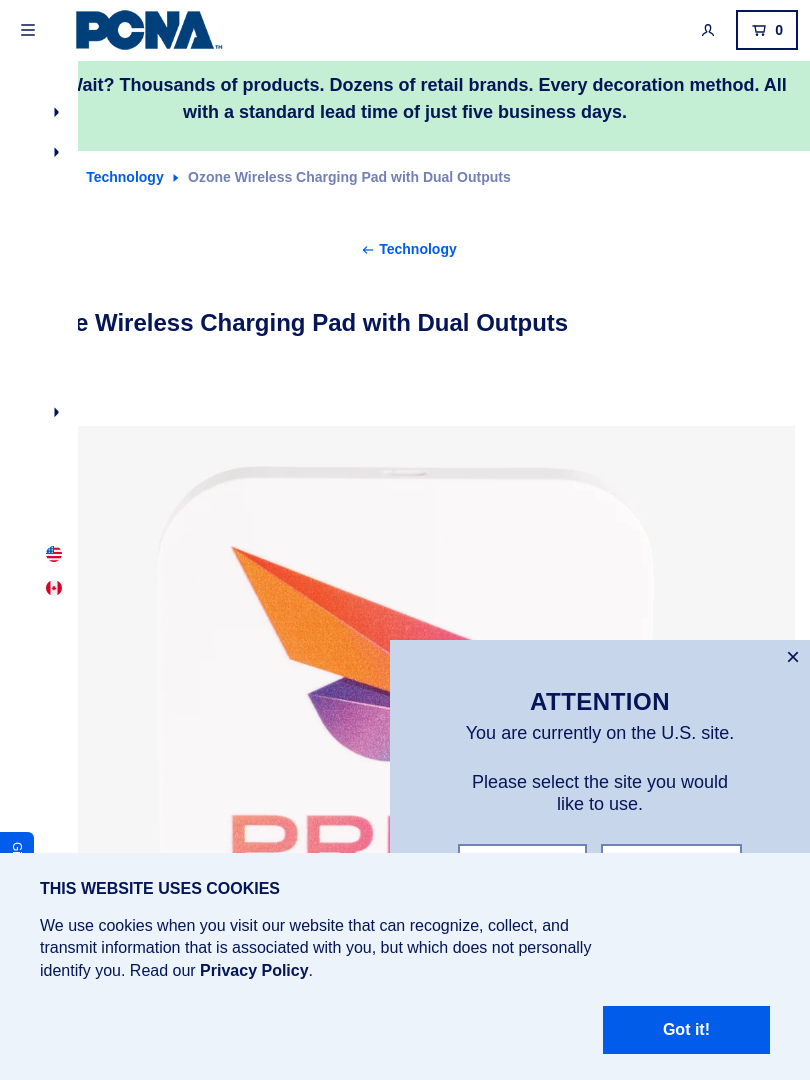 PCNA
TM
0
Wait? Thousands of products. Dozens of retail brands. Every decoration method. All
with a standard lead time of just five business days.
Technology Ozone Wireless Charging Pad with Dual Outputs
← Technology
e Wireless Charging Pad with Dual Outputs
ATTENTION
You are currently on the U.S. site.
Please select the site you would
like to use.
THIS WEBSITE USES COOKIES
We use cookies when you visit our website that can recognize, collect, and
transmit information that is associated with you, but which does not personally
identify you. Read our Privacy Policy.
Got it!